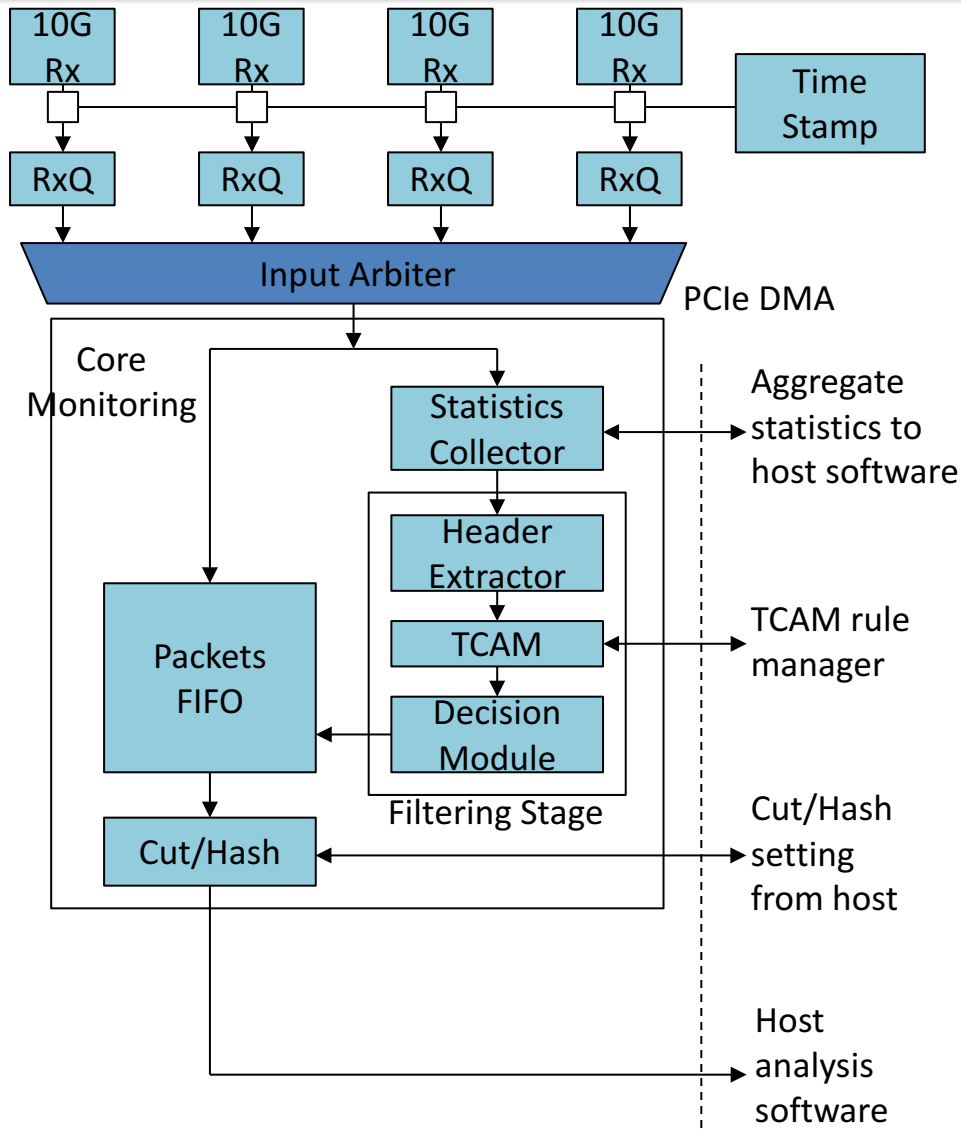 10G
Rx
10G
Rx
10G
Rx
10G
Rx
Time
Stamp
RxQ
RxQ
RxQ
RxQ
Input Arbiter
PCIe DMA
Core
Monitoring
Statistics
Collector
Aggregate
statistics to
host software
Header
Extractor
TCAM
TCAM rule
manager
Packets
FIFO
Decision
Module
Filtering Stage
Cut/Hash
Cut/Hash
setting
from host
Host
analysis
software